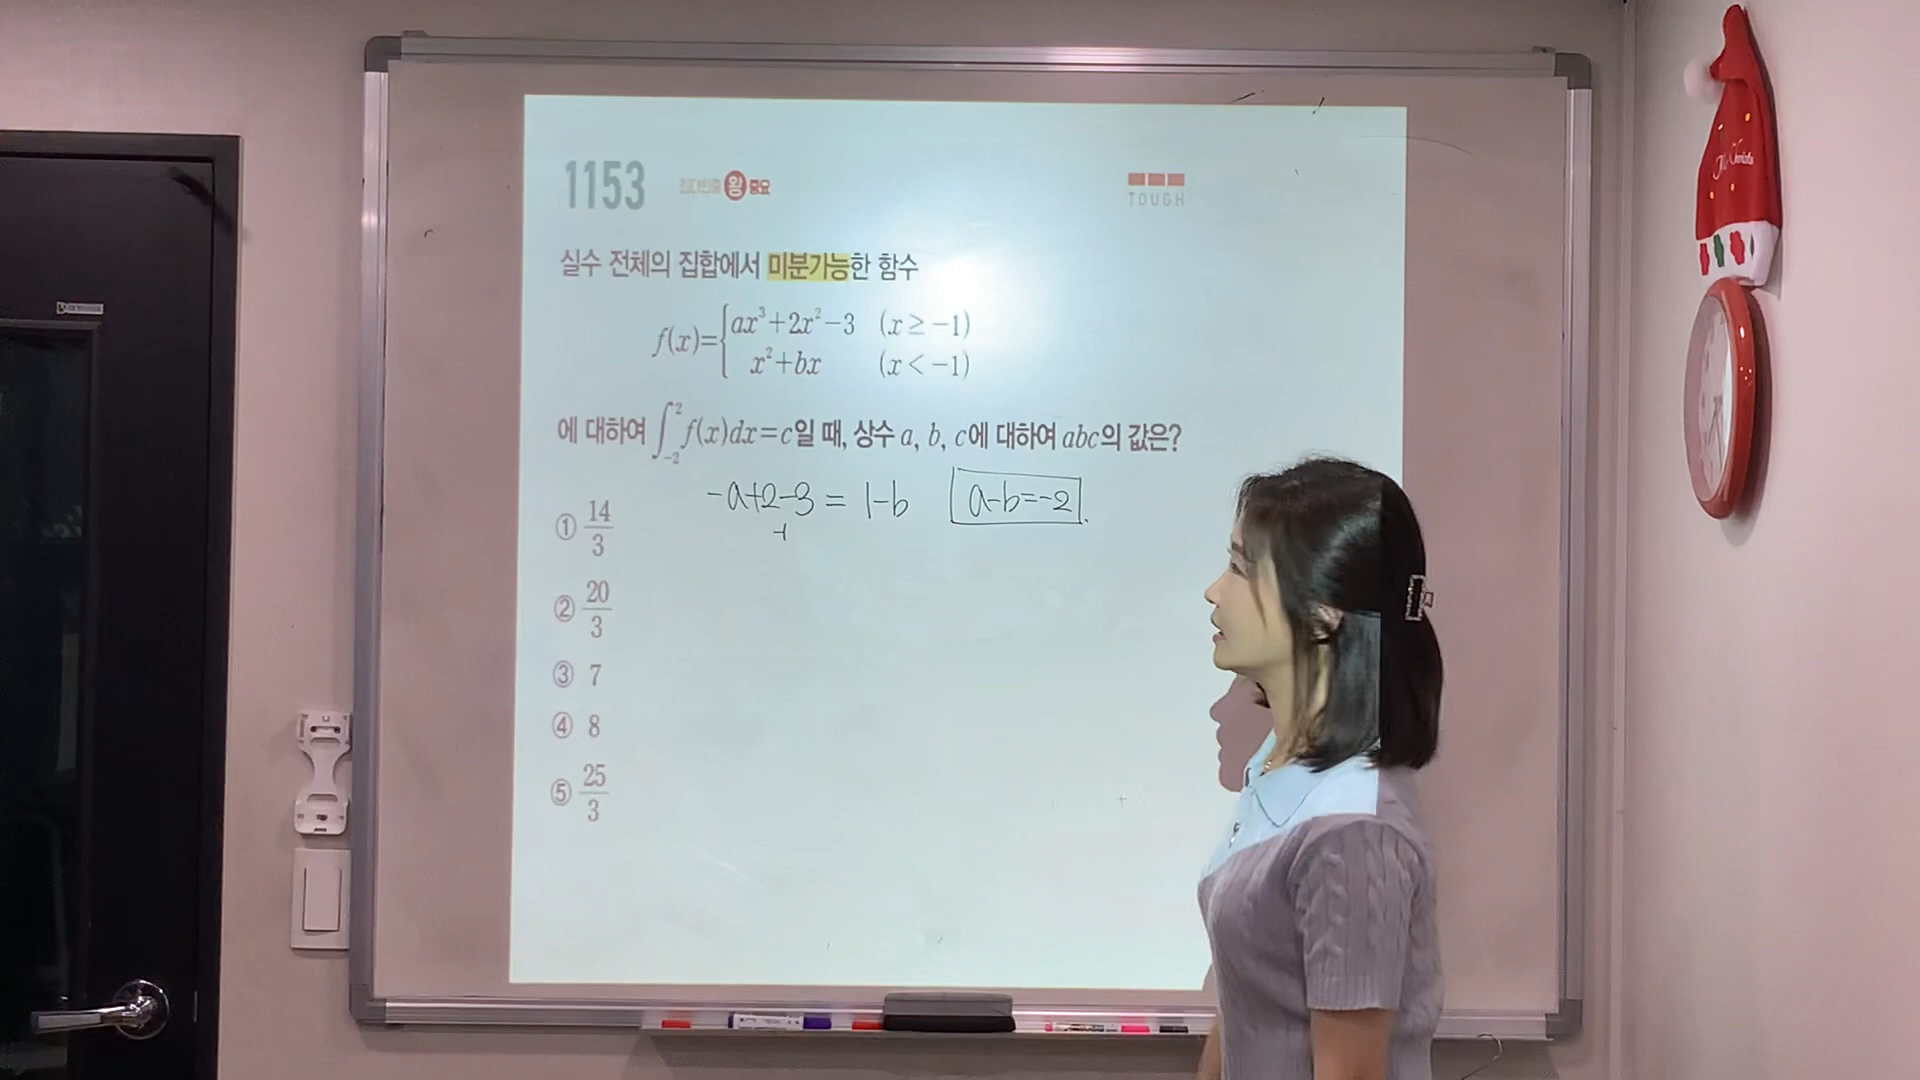 1153 왕중요
TOUGH
실수 전체의 집합에서 미분가능한 함수
f(x)={ax³+2x²−3 (x≥−1)
x²+bx (x<−1)
에 대하여 ∫₋₂² f(x)dx=c일 때, 상수 a, b, c에 대하여 abc의 값은?
-a+2-3 = 1-b a-b=-2.
-1
① 14/3
② 20/3
③ 7
④ 8
⑤ 25/3